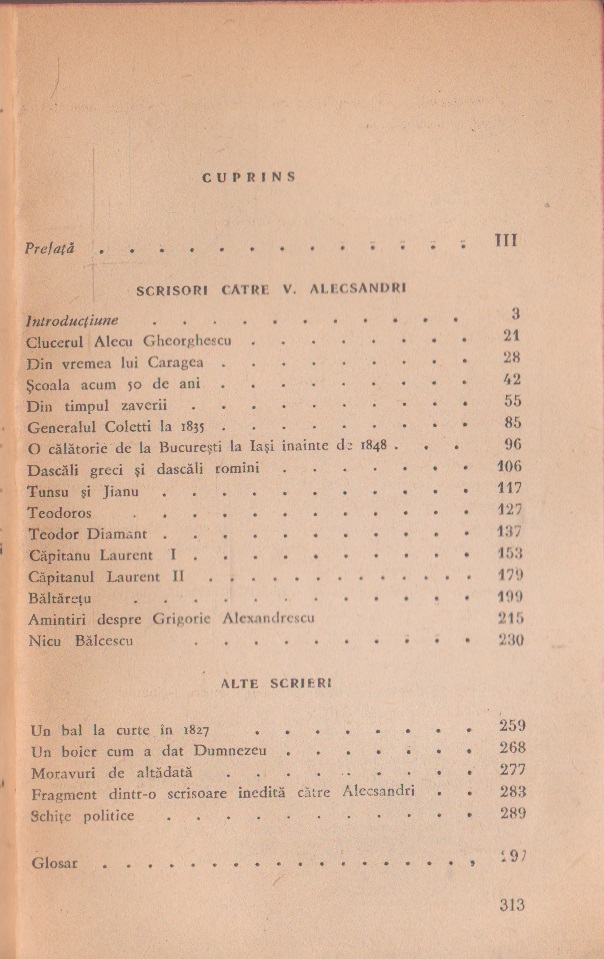 CUPRINS
Prefață . . . . . . . . . . . . . III
SCRISORI CATRE V. ALECSANDRI
Introducțiune . . . . . . . . . . . 3
Clucerul Alecu Gheorghescu . . . . . . . . 21
Din vremea lui Caragea . . . . . . . . . 28
Școala acum 50 de ani . . . . . . . . . 42
Din timpul zaverii . . . . . . . . . . 55
Generalul Coletti la 1835 . . . . . . . . . 85
O călătorie de la București la Iași inainte de 1848 . . . 96
Dascăli greci și dascăli romini . . . . . . . 106
Tunsu și Jianu . . . . . . . . . . . 117
Teodoros . . . . . . . . . . . . 127
Teodor Diamant . . . . . . . . . . . 137
Căpitanu Laurent I . . . . . . . . . . 153
Căpitanul Laurent II . . . . . . . . . . . . 179
Băltărețu . . . . . . . . . . . . 199
Amintiri despre Grigorie Alexandrescu 215
Nicu Bălcescu . . . . . . . . . . 230
ALTE SCRIERI
Un bal la curte în 1827 . . . . . . . . 259
Un boier cum a dat Dumnezeu . . . . . . . 268
Moravuri de altădată . . . . . . . . . 277
Fragment dintr-o scrisoare inedită către Alecsandri . . 283
Schițe politice . . . . . . . . . . . 289
Glosar . . . . . . . . . . . . . ,
313